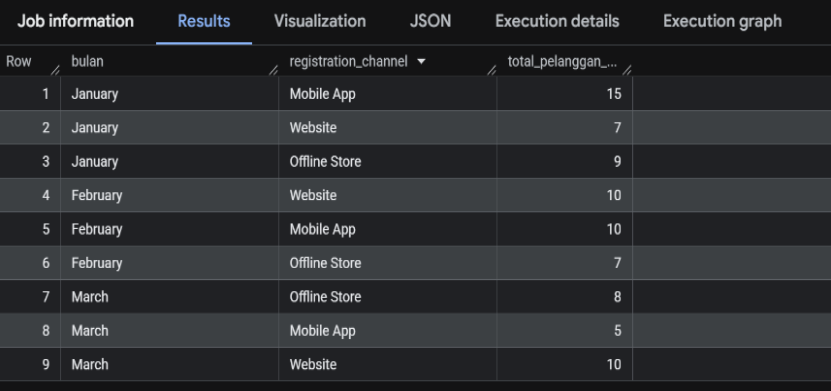 Job information Results Visualization JSON Execution details Execution graph
Row bulan registration_channel total_pelanggan_...
1 January Mobile App 15
2 January Website 7
3 January Offline Store 9
4 February Website 10
5 February Mobile App 10
6 February Offline Store 7
7 March Offline Store 8
8 March Mobile App 5
9 March Website 10